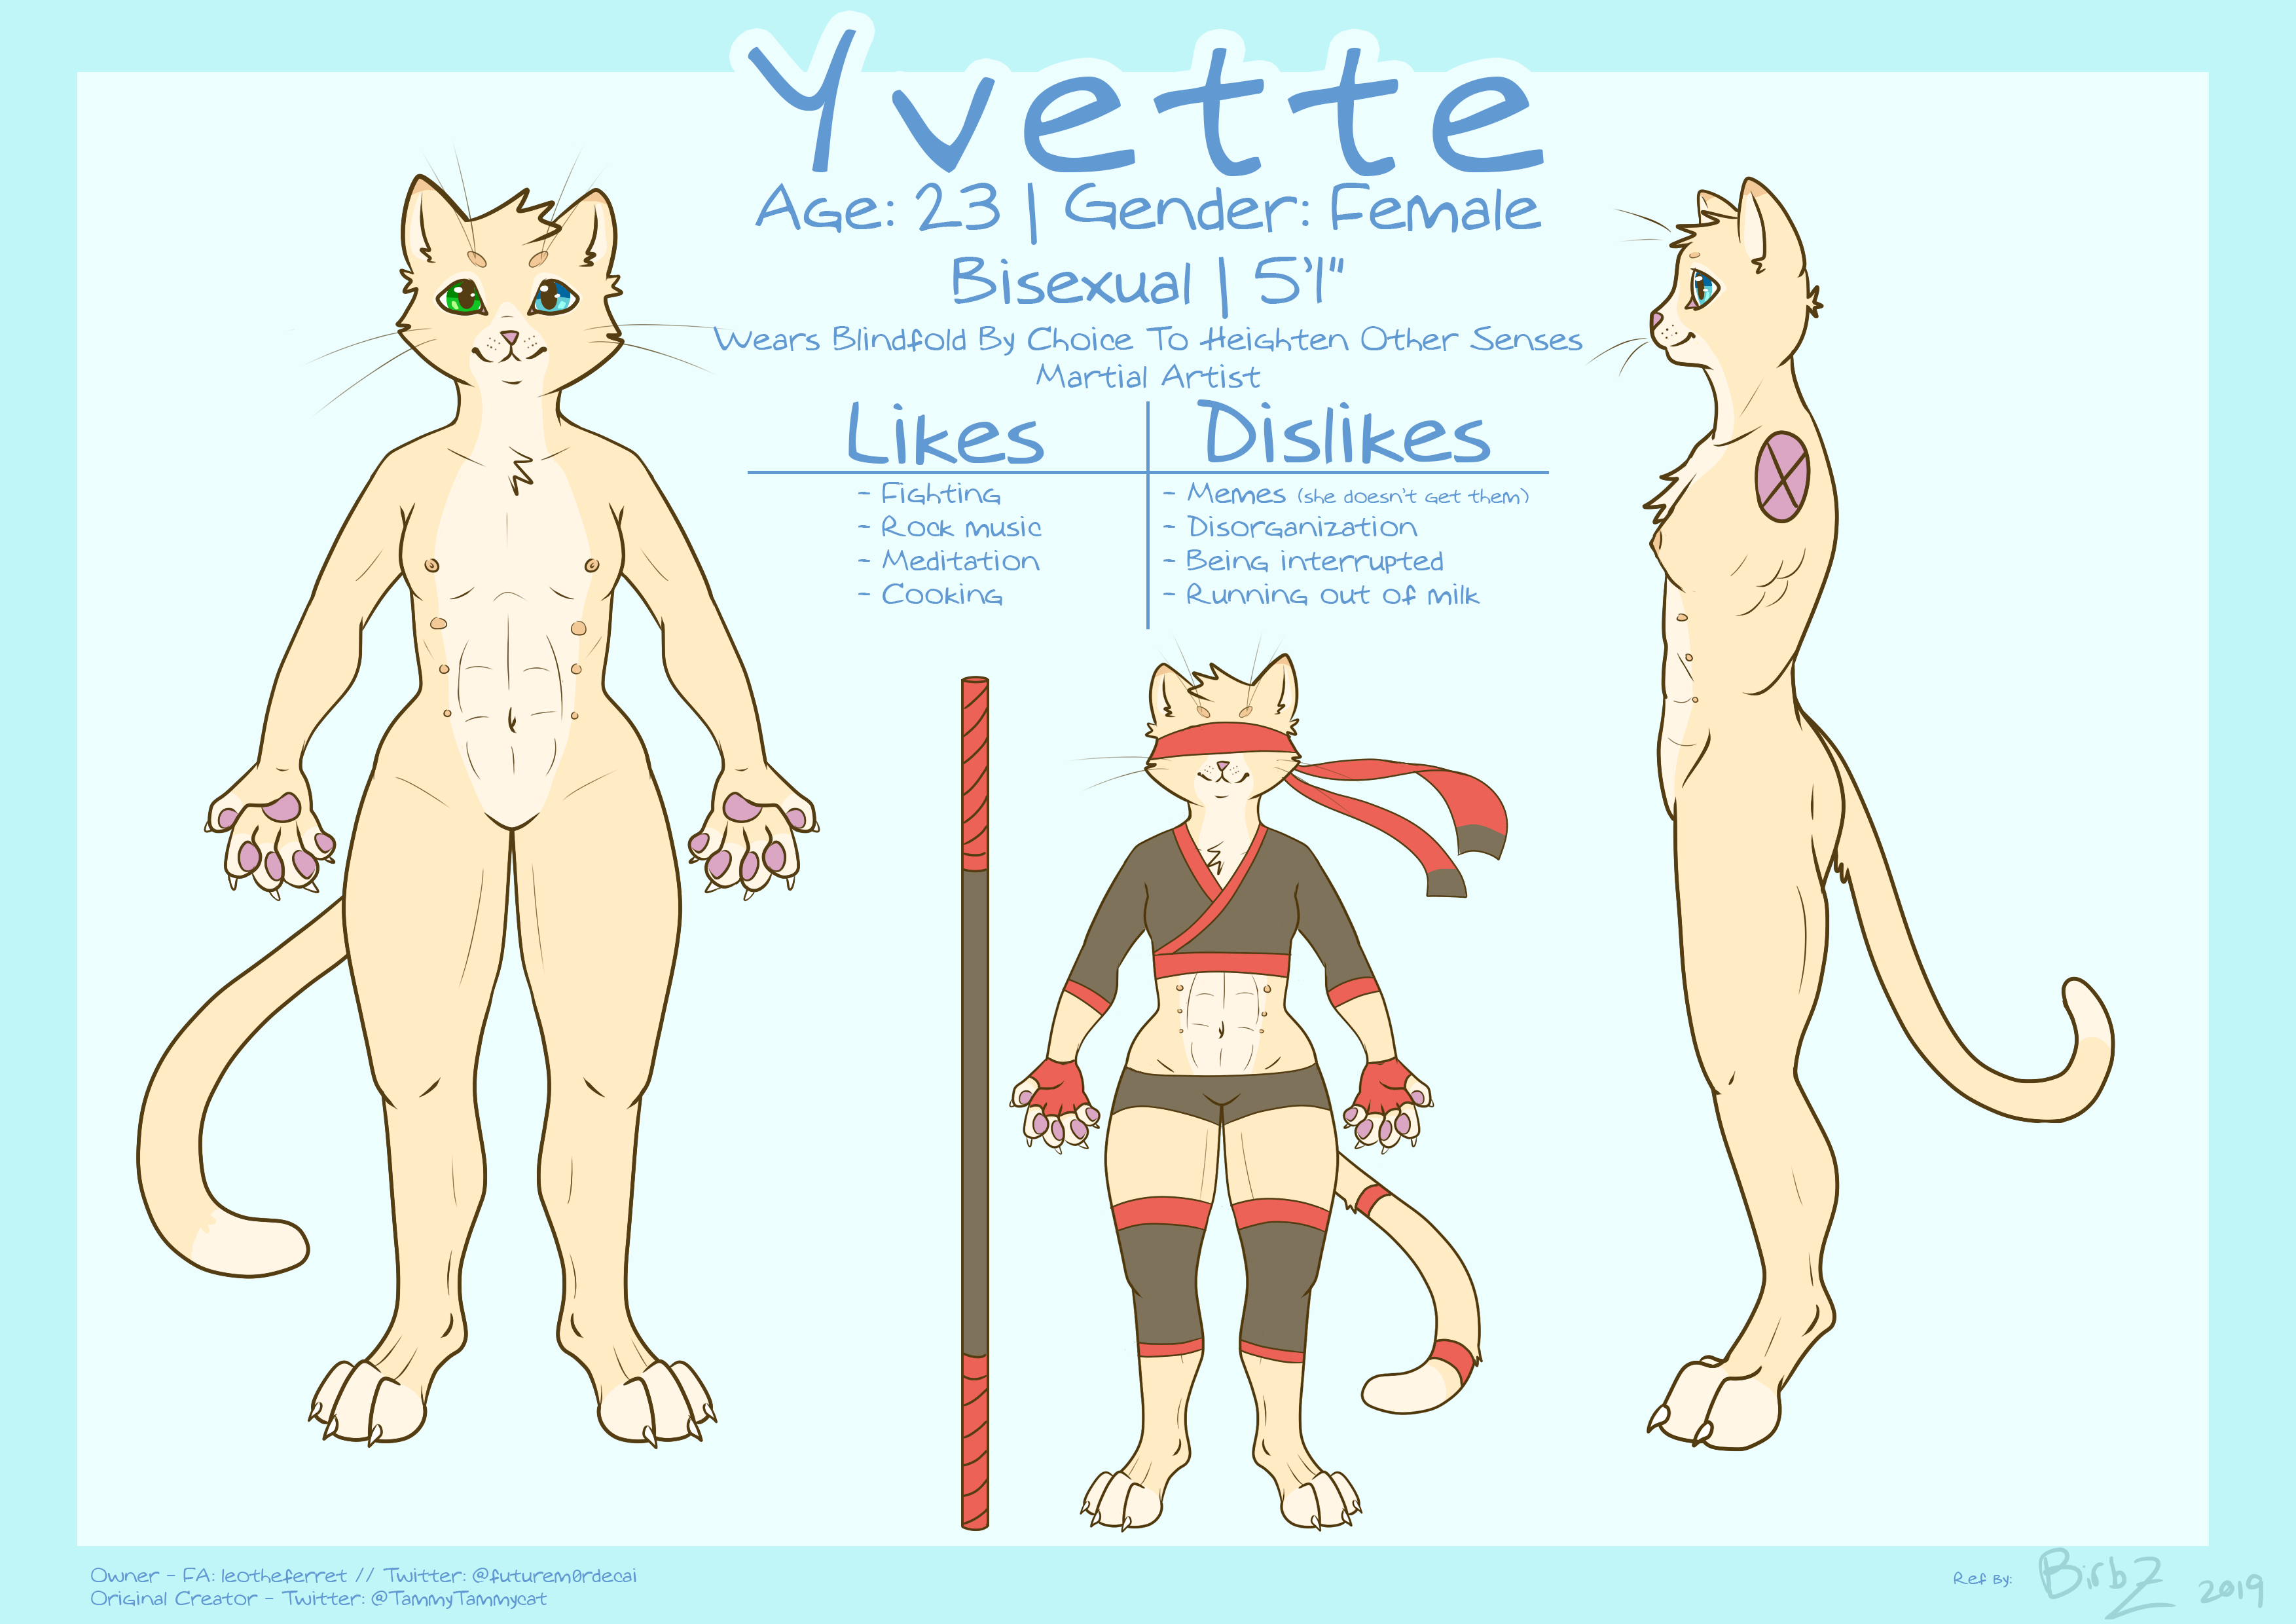 Yvette
Age: 23 | Gender: Female
Bisexual | 5'1"
Wears Blindfold By Choice To Heighten Other Senses
Martial Artist
Likes
- Fighting
- Rock music
- Meditation
- Cooking
Dislikes
- Memes (she doesn't get them)
- Disorganization
- Being interrupted
- Running out of milk
Owner - FA: leotheferret // Twitter: @futurem0rdecai
Original Creator - Twitter: @TammyTammycat
Ref By: BirbZ 2019